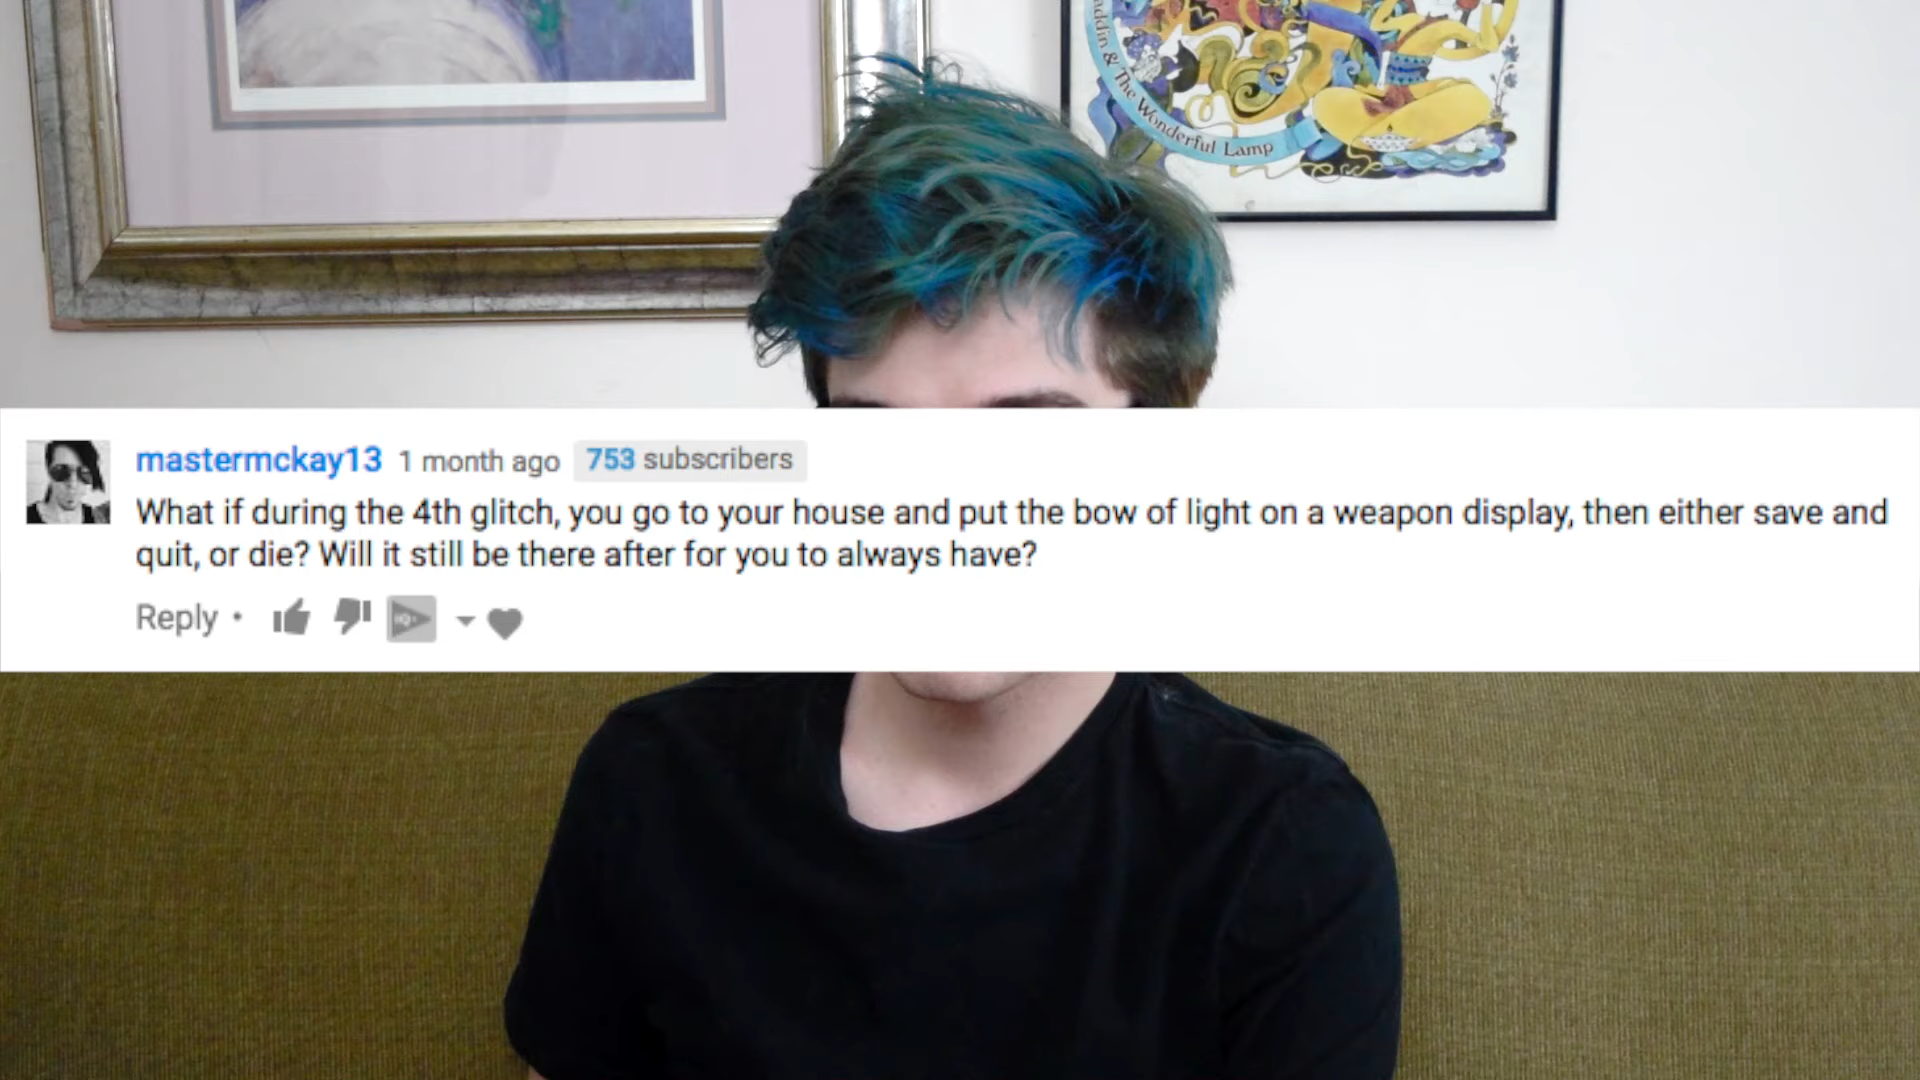 addin & The Wonderful Lamp
mastermckay13 1 month ago 753 subscribers
What if during the 4th glitch, you go to your house and put the bow of light on a weapon display, then either save and
quit, or die? Will it still be there after for you to always have?
Reply •